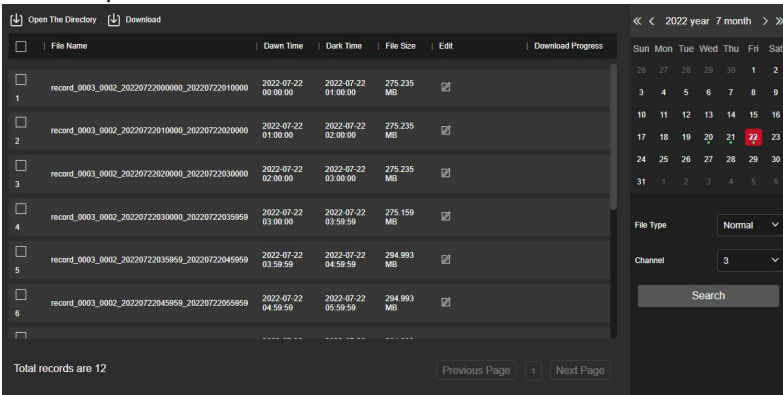 Open The Directory Download
« < 2022 year 7 month > »
File Name | Dawn Time | Dark Time | File Size | Edit | Download Progress
1 record_0003_0002_20220722000000_20220722010000 2022-07-22 00:00:00 2022-07-22 01:00:00 275.235 MB
2 record_0003_0002_20220722010000_20220722020000 2022-07-22 01:00:00 2022-07-22 02:00:00 275.235 MB
3 record_0003_0002_20220722020000_20220722030000 2022-07-22 02:00:00 2022-07-22 03:00:00 275.235 MB
4 record_0003_0002_20220722030000_20220722035959 2022-07-22 03:00:00 2022-07-22 03:59:59 275.159 MB
5 record_0003_0002_20220722035959_20220722045959 2022-07-22 03:59:59 2022-07-22 04:59:59 294.993 MB
6 record_0003_0002_20220722045959_20220722055959 2022-07-22 04:59:59 2022-07-22 05:59:59 294.993 MB
Total records are 12
Previous Page 1 Next Page
Sun Mon Tue Wed Thu Fri Sat
26 27 28 29 30 1 2
3 4 5 6 7 8 9
10 11 12 13 14 15 16
17 18 19 20 21 22 23
24 25 26 27 28 29 30
31 1 2 3 4 5 6
File Type Normal
Channel 3
Search